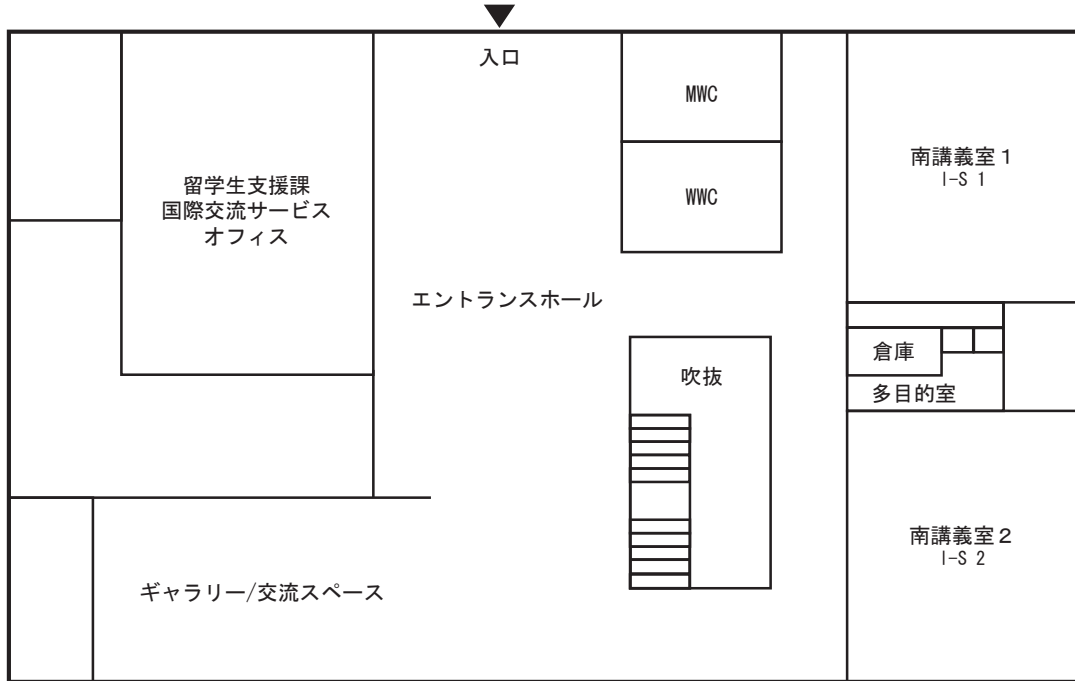 入口
MWC
WWC
南講義室1
I-S 1
留学生支援課
国際交流サービス
オフィス
エントランスホール
倉庫
多目的室
吹抜
南講義室2
I-S 2
ギャラリー/交流スペース